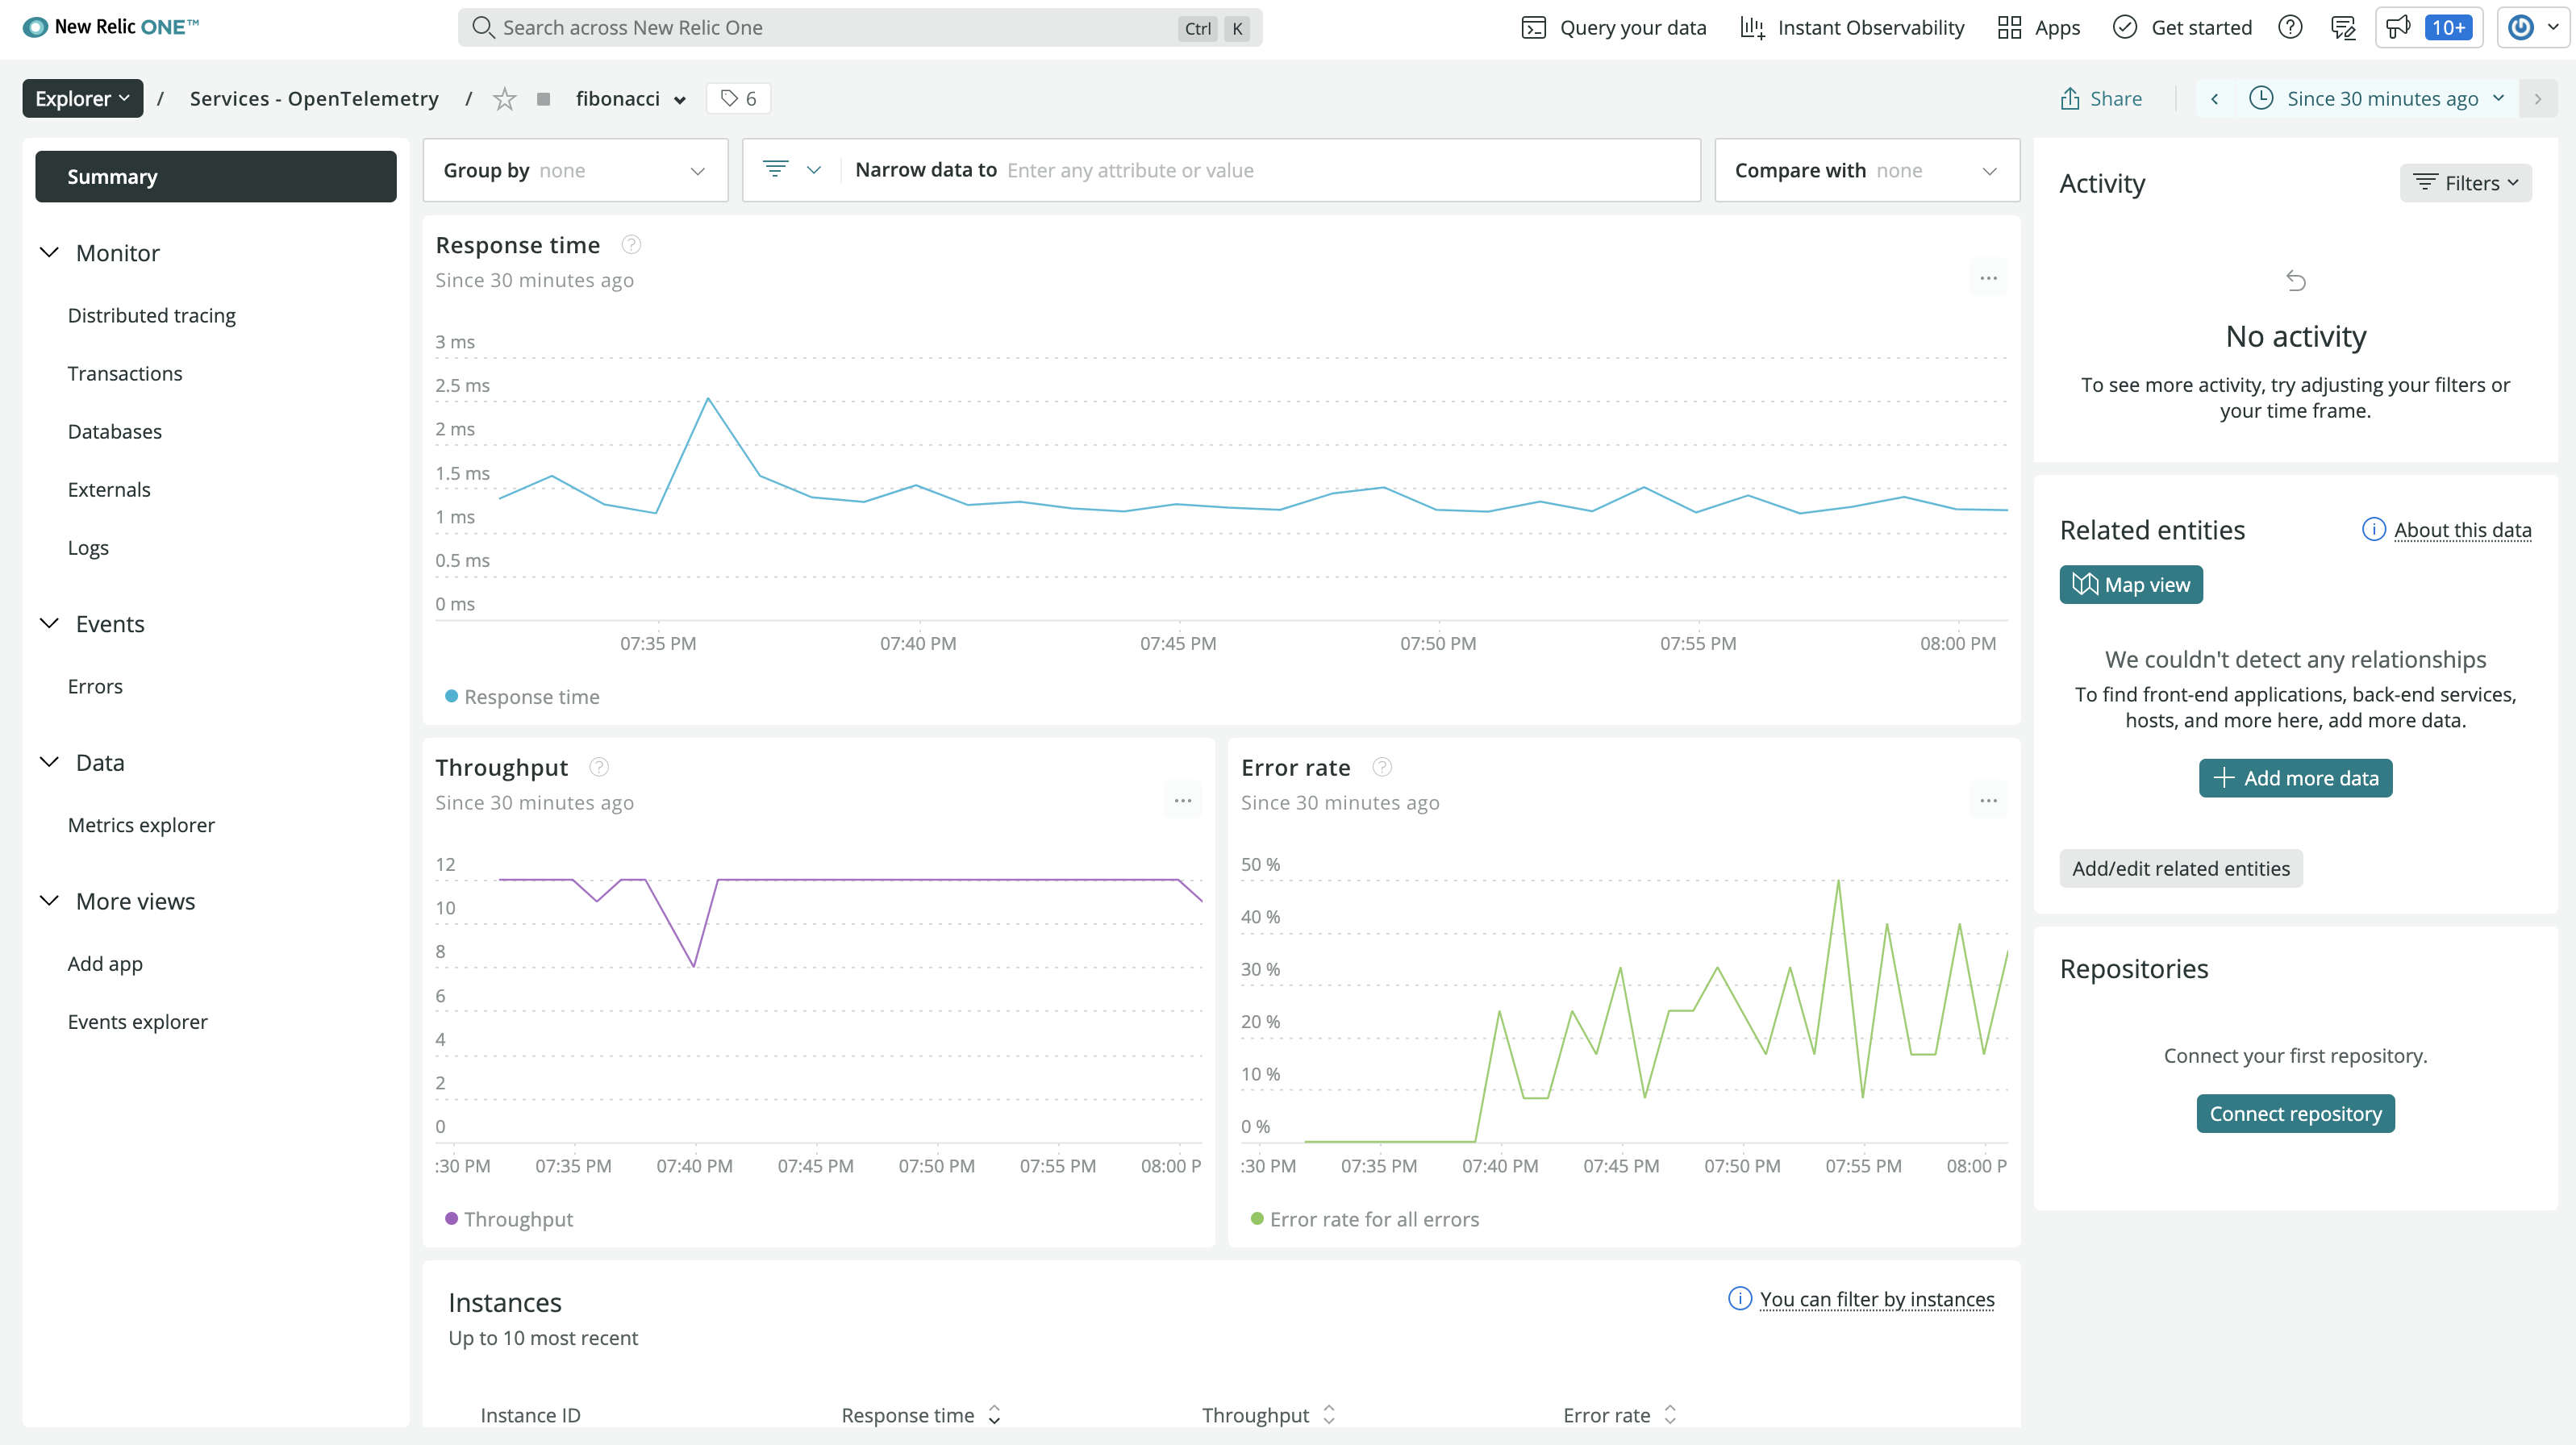 New Relic ONE™
Search across New Relic One
Ctrl K
Query your data
Instant Observability
Apps
Get started
10+
Explorer / Services - OpenTelemetry / fibonacci 6
Share
Since 30 minutes ago
Summary
Monitor
Distributed tracing
Transactions
Databases
Externals
Logs
Events
Errors
Data
Metrics explorer
More views
Add app
Events explorer
Group by none
Narrow data to Enter any attribute or value
Compare with none
Response time
Since 30 minutes ago
3 ms
2.5 ms
2 ms
1.5 ms
1 ms
0.5 ms
0 ms
07:35 PM 07:40 PM 07:45 PM 07:50 PM 07:55 PM 08:00 PM
Response time
Throughput
Since 30 minutes ago
12
10
8
6
4
2
0
:30 PM 07:35 PM 07:40 PM 07:45 PM 07:50 PM 07:55 PM 08:00 P
Throughput
Error rate
Since 30 minutes ago
50 %
40 %
30 %
20 %
10 %
0 %
:30 PM 07:35 PM 07:40 PM 07:45 PM 07:50 PM 07:55 PM 08:00 P
Error rate for all errors
Instances
You can filter by instances
Up to 10 most recent
Instance ID Response time Throughput Error rate
Activity
Filters
No activity
To see more activity, try adjusting your filters or
your time frame.
Related entities
About this data
Map view
We couldn't detect any relationships
To find front-end applications, back-end services,
hosts, and more here, add more data.
Add more data
Add/edit related entities
Repositories
Connect your first repository.
Connect repository